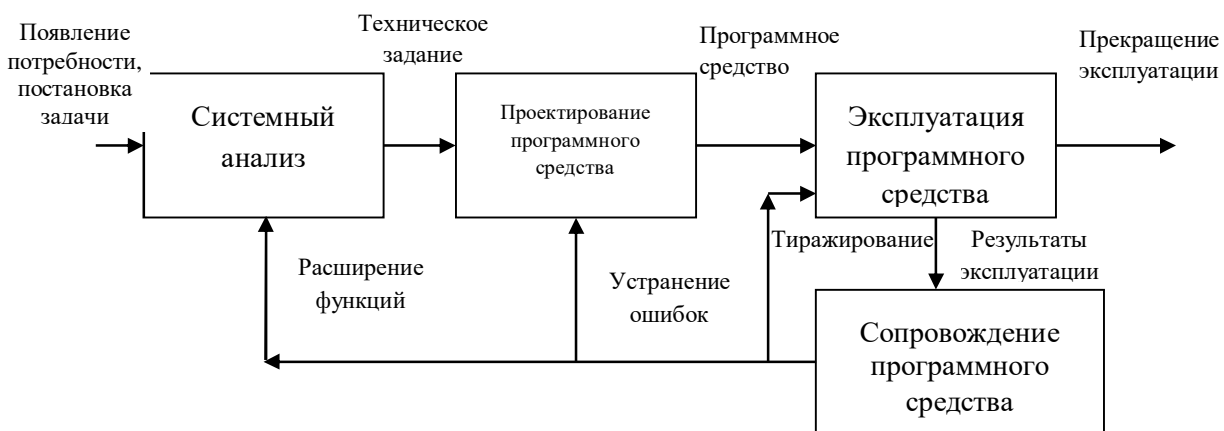 Появление
потребности,
постановка
задачи
Системный
анализ
Техническое
задание
Проектирование
программного
средства
Программное
средство
Эксплуатация
программного
средства
Прекращение
эксплуатации
Расширение
функций
Устранение
ошибок
Тиражирование
Результаты
эксплуатации
Сопровождение
программного
средства